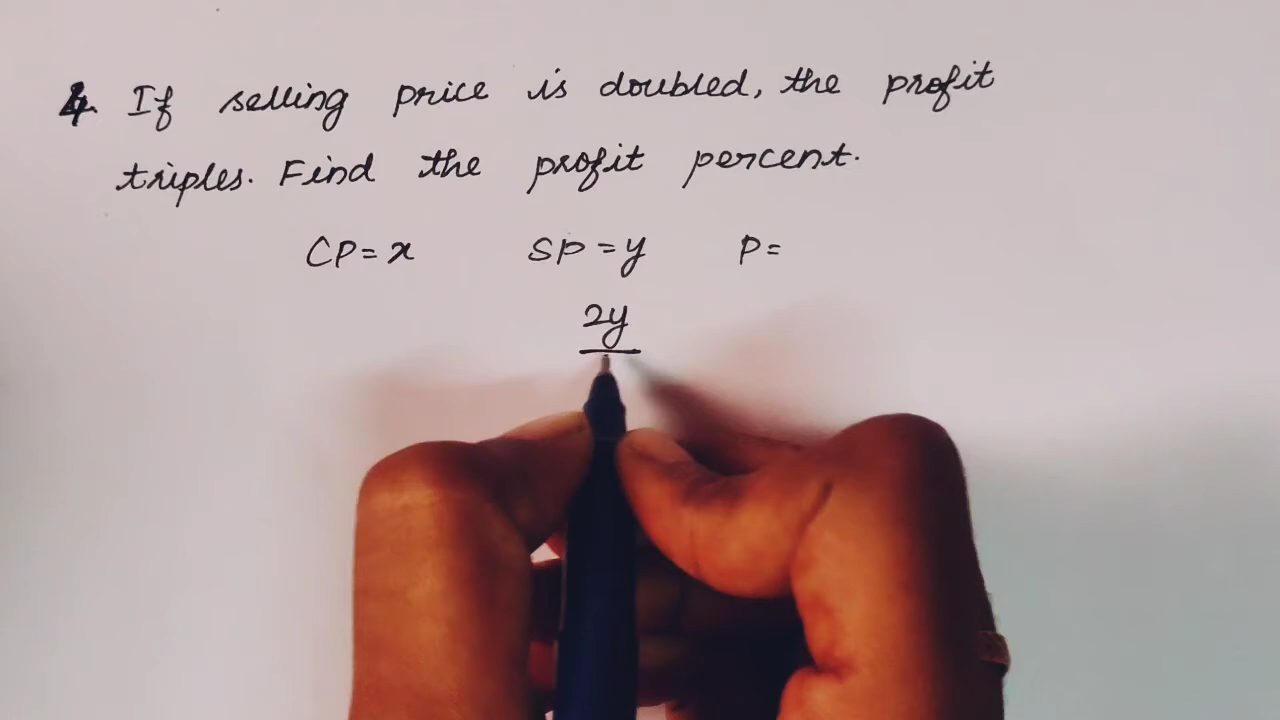 4. If selling price is doubled, the profit
triples. Find the profit percent.
CP = x SP = y P =
2y